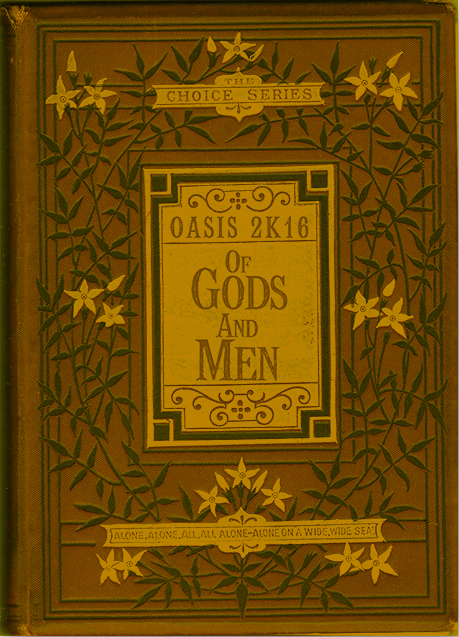 THE
CHOICE SERIES
OASIS 2K16
OF
GODS
AND
MEN
ALONE, ALONE, ALL, ALL ALONE–ALONE ON A WIDE, WIDE SEA!